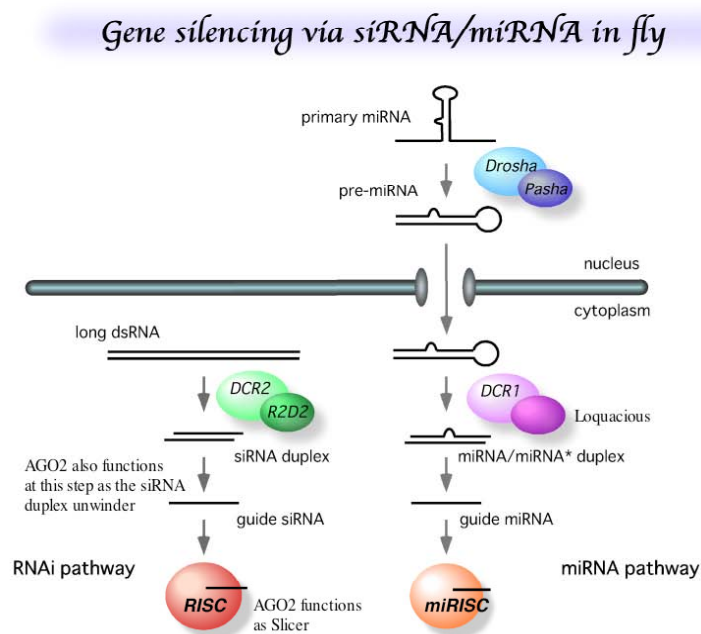 Gene silencing via siRNA/miRNA in fly
primary miRNA
Drosha
Pasha
pre-miRNA
nucleus
cytoplasm
long dsRNA
DCR2
R2D2
DCR1
Loquacious
siRNA duplex
miRNA/miRNA* duplex
AGO2 also functions
at this step as the siRNA
duplex unwinder
guide siRNA
guide miRNA
RNAi pathway
miRNA pathway
RISC
miRISC
AGO2 functions
as Slicer